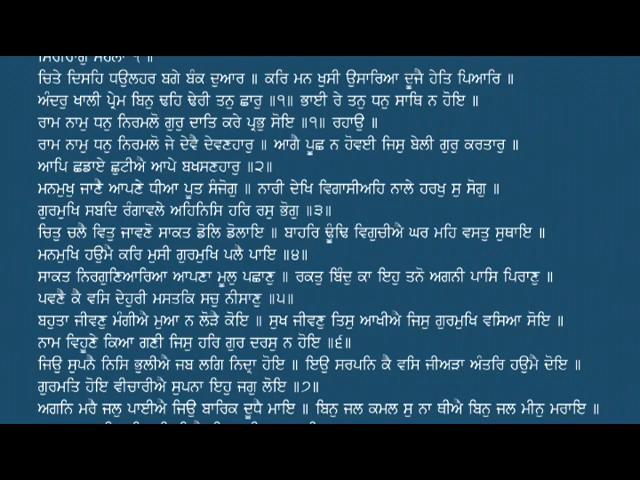 ਸਿਰੀਰਾਗੁ ਮਹਲਾ ੧ ॥
ਚਿਤੇ ਦਿਸਹਿ ਧਉਲਹਰ ਬਗੇ ਬੰਕ ਦੁਆਰ ॥ ਕਰਿ ਮਨ ਖੁਸੀ ਉਸਾਰਿਆ ਦੂਜੈ ਹੇਤਿ ਪਿਆਰਿ ॥
ਅੰਦਰੁ ਖਾਲੀ ਪ੍ਰੇਮ ਬਿਨੁ ਢਹਿ ਢੇਰੀ ਤਨੁ ਛਾਰੁ ॥੧॥ ਭਾਈ ਰੇ ਤਨੁ ਧਨੁ ਸਾਥਿ ਨ ਹੋਇ ॥
ਰਾਮ ਨਾਮੁ ਧਨੁ ਨਿਰਮਲੋ ਗੁਰੁ ਦਾਤਿ ਕਰੇ ਪ੍ਰਭੁ ਸੋਇ ॥੧॥ ਰਹਾਉ ॥
ਰਾਮ ਨਾਮੁ ਧਨੁ ਨਿਰਮਲੋ ਜੇ ਦੇਵੈ ਦੇਵਣਹਾਰੁ ॥ ਆਗੈ ਪੂਛ ਨ ਹੋਵਈ ਜਿਸੁ ਬੇਲੀ ਗੁਰੁ ਕਰਤਾਰੁ ॥
ਆਪਿ ਛਡਾਏ ਛੁਟੀਐ ਆਪੇ ਬਖਸਣਹਾਰੁ ॥੨॥
ਮਨਮੁਖੁ ਜਾਣੈ ਆਪਣੇ ਧੀਆ ਪੂਤ ਸੰਜੋਗੁ ॥ ਨਾਰੀ ਦੇਖਿ ਵਿਗਾਸੀਅਹਿ ਨਾਲੇ ਹਰਖੁ ਸੁ ਸੋਗੁ ॥
ਗੁਰਮੁਖਿ ਸਬਦਿ ਰੰਗਾਵਲੇ ਅਹਿਨਿਸਿ ਹਰਿ ਰਸੁ ਭੋਗੁ ॥੩॥
ਚਿਤੁ ਚਲੈ ਵਿਤੁ ਜਾਵਣੋ ਸਾਕਤ ਡੋਲਿ ਡੋਲਾਇ ॥ ਬਾਹਰਿ ਢੂੰਢਿ ਵਿਗੁਚੀਐ ਘਰ ਮਹਿ ਵਸਤੁ ਸੁਥਾਇ ॥
ਮਨਮੁਖਿ ਹਉਮੈ ਕਰਿ ਮੁਸੀ ਗੁਰਮੁਖਿ ਪਲੈ ਪਾਇ ॥੪॥
ਸਾਕਤ ਨਿਰਗੁਣਿਆਰਿਆ ਆਪਣਾ ਮੂਲੁ ਪਛਾਣੁ ॥ ਰਕਤੁ ਬਿੰਦੁ ਕਾ ਇਹੁ ਤਨੋ ਅਗਨੀ ਪਾਸਿ ਪਿਰਾਣੁ ॥
ਪਵਣੈ ਕੈ ਵਸਿ ਦੇਹੁਰੀ ਮਸਤਕਿ ਸਚੁ ਨੀਸਾਣੁ ॥੫॥
ਬਹੁਤਾ ਜੀਵਣੁ ਮੰਗੀਐ ਮੁਆ ਨ ਲੋੜੈ ਕੋਇ ॥ ਸੁਖ ਜੀਵਣੁ ਤਿਸੁ ਆਖੀਐ ਜਿਸੁ ਗੁਰਮੁਖਿ ਵਸਿਆ ਸੋਇ ॥
ਨਾਮ ਵਿਹੂਣੇ ਕਿਆ ਗਣੀ ਜਿਸੁ ਹਰਿ ਗੁਰ ਦਰਸੁ ਨ ਹੋਇ ॥੬॥
ਜਿਉ ਸੁਪਨੈ ਨਿਸਿ ਭੁਲੀਐ ਜਬ ਲਗਿ ਨਿਦ੍ਰਾ ਹੋਇ ॥ ਇਉ ਸਰਪਨਿ ਕੈ ਵਸਿ ਜੀਅੜਾ ਅੰਤਰਿ ਹਉਮੈ ਦੋਇ ॥
ਗੁਰਮਤਿ ਹੋਇ ਵੀਚਾਰੀਐ ਸੁਪਨਾ ਇਹੁ ਜਗੁ ਲੋਇ ॥੭॥
ਅਗਨਿ ਮਰੈ ਜਲੁ ਪਾਈਐ ਜਿਉ ਬਾਰਿਕ ਦੂਧੈ ਮਾਇ ॥ ਬਿਨੁ ਜਲ ਕਮਲ ਸੁ ਨਾ ਥੀਐ ਬਿਨੁ ਜਲ ਮੀਨੁ ਮਰਾਇ ॥